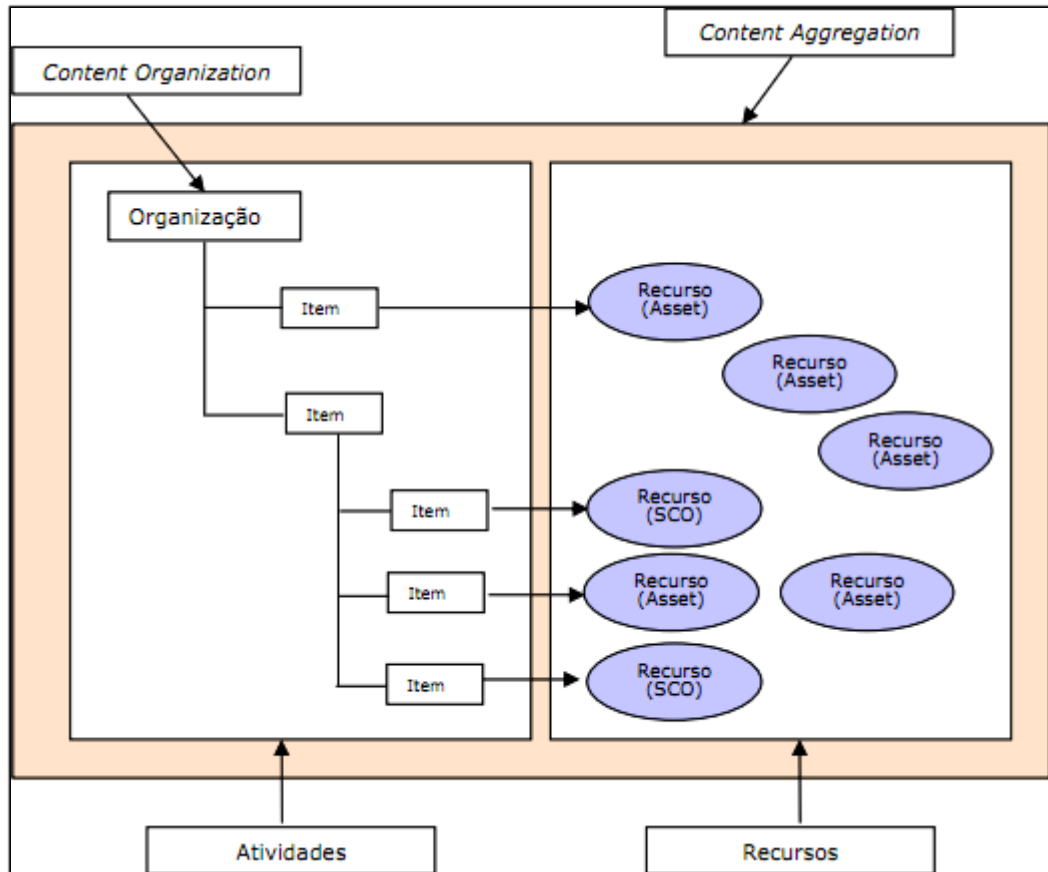 Content Aggregation
Content Organization
Organização
Item
Recurso
(Asset)
Recurso
(Asset)
Item
Recurso
(Asset)
Item
Recurso
(SCO)
Item
Recurso
(Asset)
Recurso
(Asset)
Item
Recurso
(SCO)
Atividades
Recursos